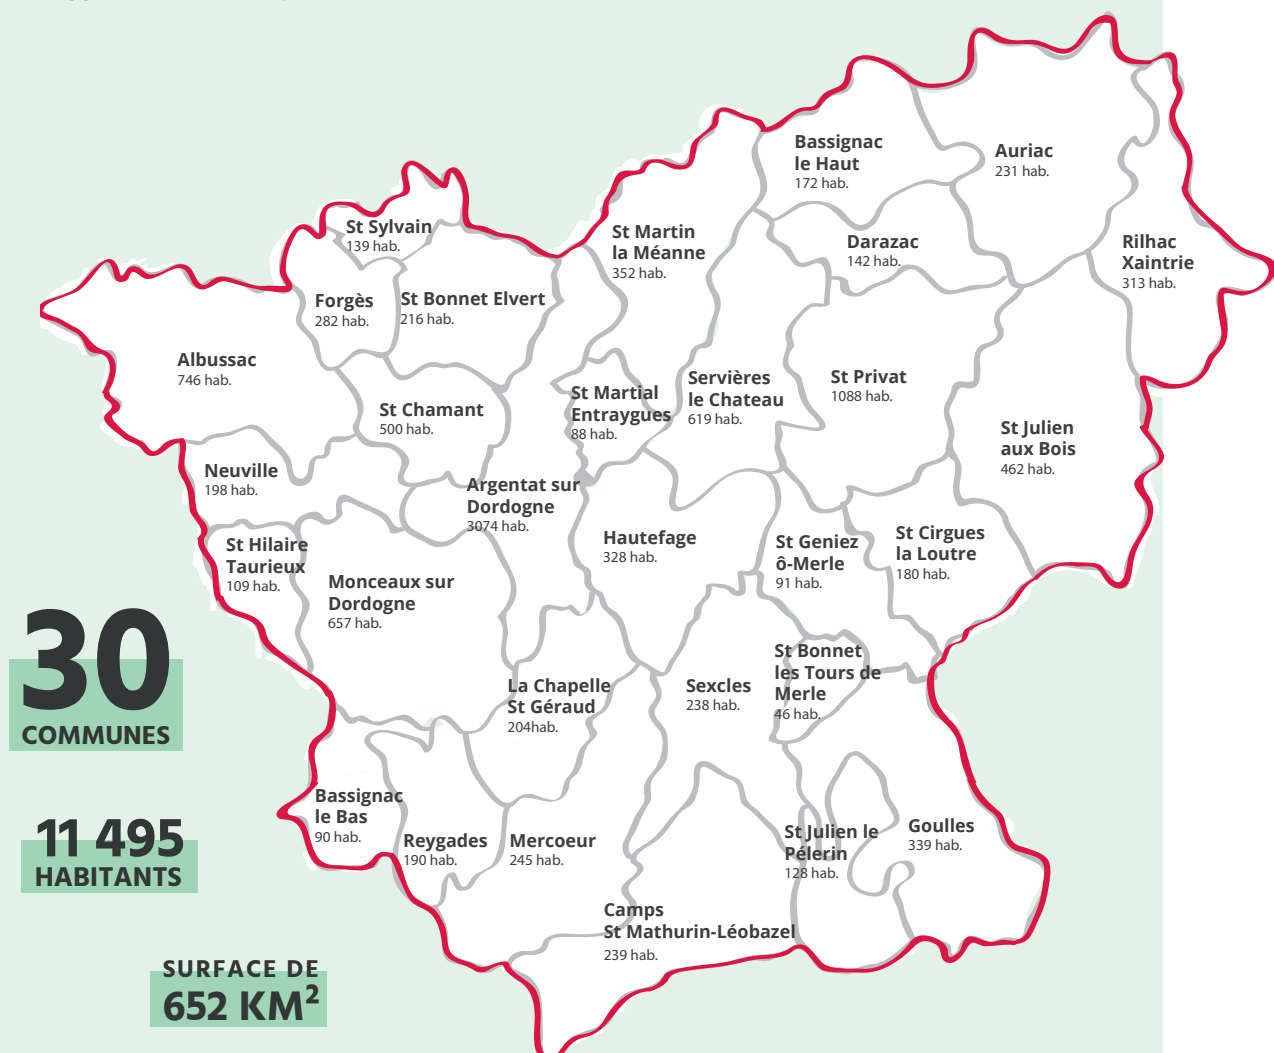 Bassignac
le Haut
172 hab.
Auriac
231 hab.
St Sylvain
139 hab.
St Martin
la Méanne
352 hab.
Darazac
142 hab.
Rilhac
Xaintrie
313 hab.
Forgès
282 hab.
St Bonnet Elvert
216 hab.
Albussac
746 hab.
St Chamant
500 hab.
St Martial
Entraygues
88 hab.
Servières
le Chateau
619 hab.
St Privat
1088 hab.
St Julien
aux Bois
462 hab.
Neuville
198 hab.
Argentat sur
Dordogne
3074 hab.
St Hilaire
Taurieux
109 hab.
Hautefage
328 hab.
St Geniez
ô-Merle
91 hab.
St Cirgues
la Loutre
180 hab.
Monceaux sur
Dordogne
657 hab.
30
COMMUNES
La Chapelle
St Géraud
204hab.
Sexcles
238 hab.
St Bonnet
les Tours de
Merle
46 hab.
Bassignac
le Bas
90 hab.
Reygades
190 hab.
Mercoeur
245 hab.
St Julien le
Pélerin
128 hab.
Goulles
339 hab.
11 495
HABITANTS
Camps
St Mathurin-Léobazel
239 hab.
SURFACE DE
652 KM²